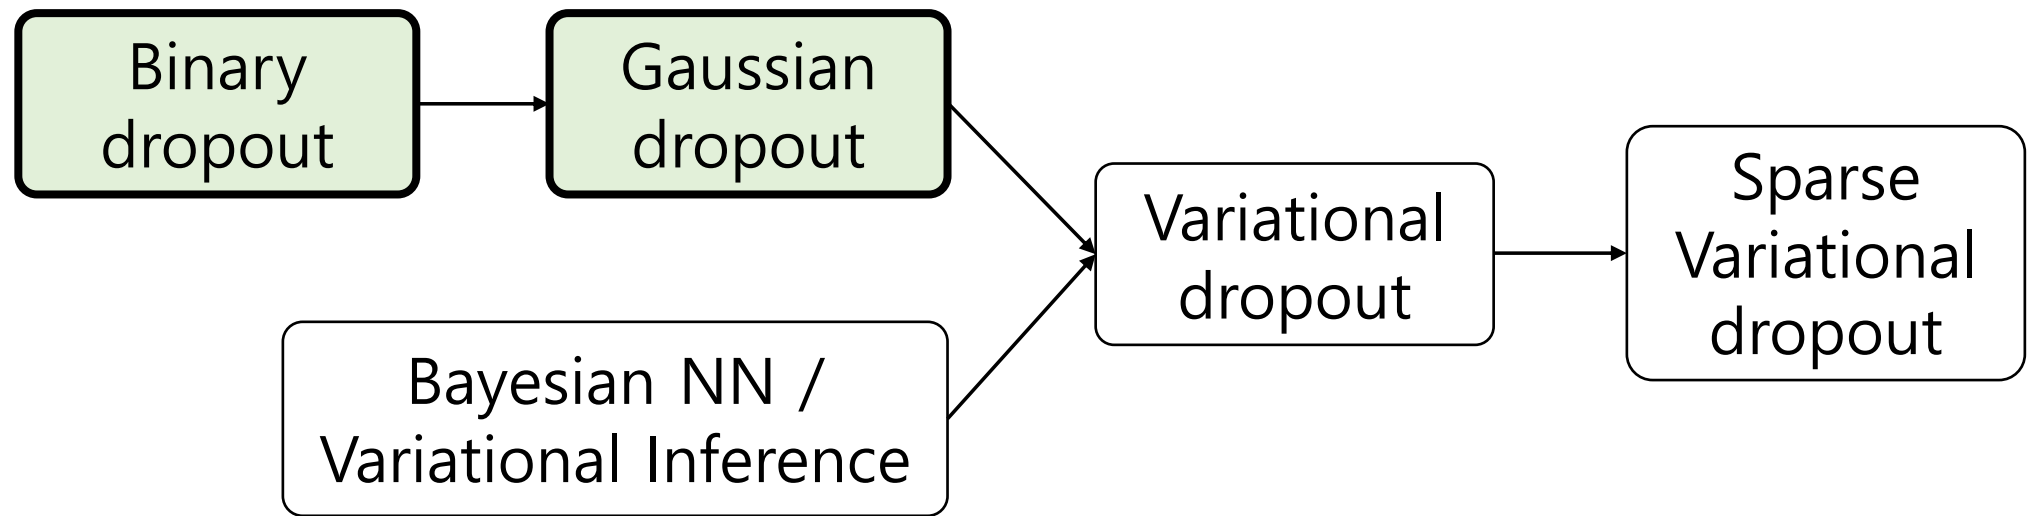 Binary
dropout
Gaussian
dropout
Bayesian NN /
Variational Inference
Variational
dropout
Sparse
Variational
dropout